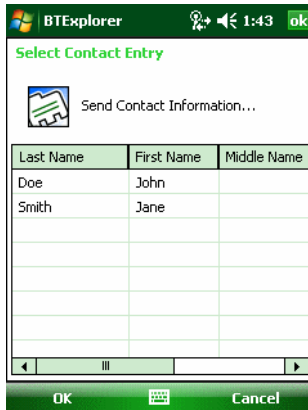 BTExplorer 1:43 ok
Select Contact Entry
Send Contact Information...
Last Name First Name Middle Name
Doe John
Smith Jane
OK Cancel